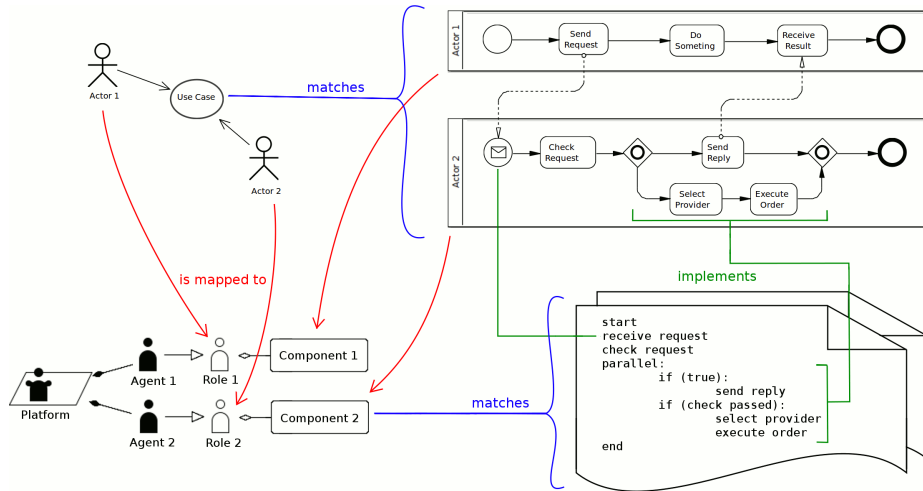 Actor 1
Send
Request
Do
Someting
Receive
Result
Actor 1
Use Case
matches
Actor 2
Actor 2
Check
Request
Send
Reply
Select
Provider
Execute
Order
is mapped to
implements
Platform
Agent 1
Role 1
Component 1
Agent 2
Role 2
Component 2
matches
start
receive request
check request
parallel:
if (true):
send reply
if (check passed):
select provider
execute order
end